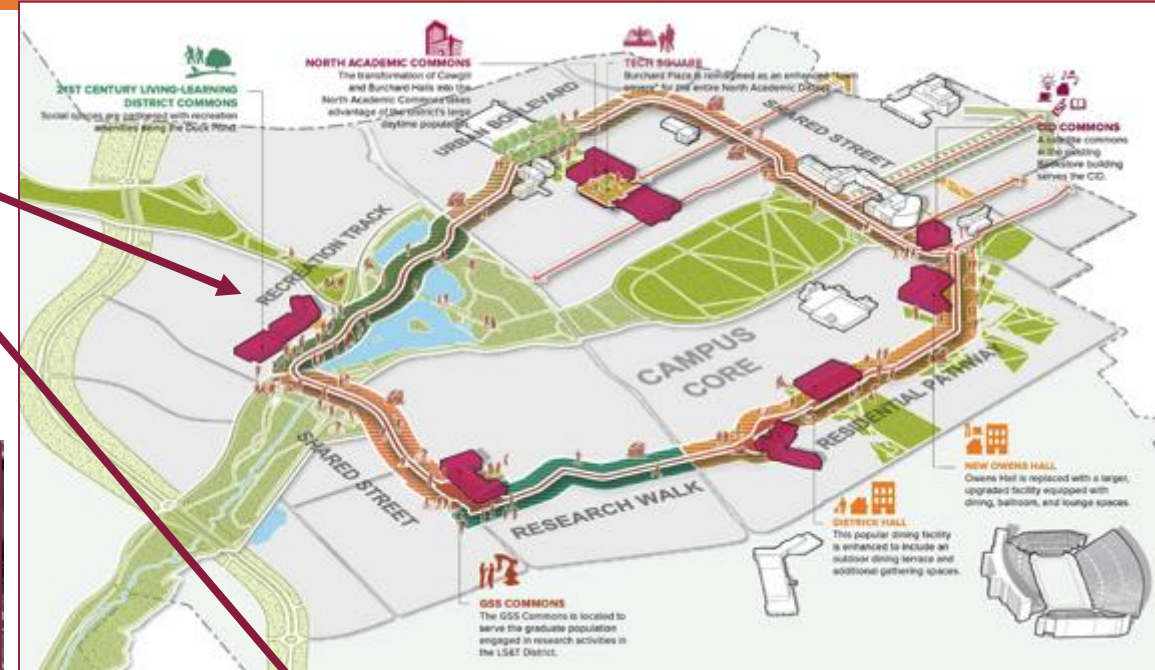 21ST CENTURY LIVING-LEARNING
DISTRICT COMMONS
Social spaces are partnered with recreation
amenities along the Duck Pond.
NORTH ACADEMIC COMMONS
The transformation of Cowgill
and Burchard Halls into the
North Academic Commons takes
advantage of the district's large
daytime population.
TECH SQUARE
Burchard Plaza is reimagined as an enhanced "town
square" for the entire North Academic District.
CID COMMONS
A satellite commons
in the existing
Bookstore building
serves the CID.
URBAN BOULEVARD
SHARED STREET
RECREATION TRACK
CAMPUS
CORE
RESIDENTIAL PATHWAY
SHARED STREET
RESEARCH WALK
NEW OWENS HALL
Owens Hall is replaced with a larger,
upgraded facility equipped with
dining, ballroom, and lounge spaces.
DIETRICK HALL
This popular dining facility
is enhanced to include an
outdoor dining terrace and
additional gathering spaces.
GSS COMMONS
The GSS Commons is located to
serve the graduate population
engaged in research activities in
the LS&T District.